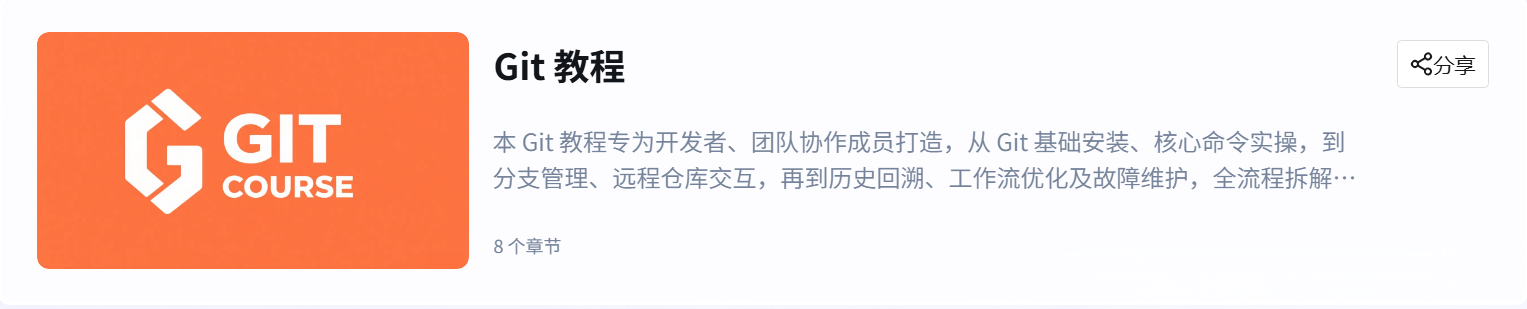 GIT
COURSE
Git 教程
分享
本 Git 教程专为开发者、团队协作成员打造，从 Git 基础安装、核心命令实操，到
分支管理、远程仓库交互，再到历史回溯、工作流优化及故障维护，全流程拆解…
8 个章节